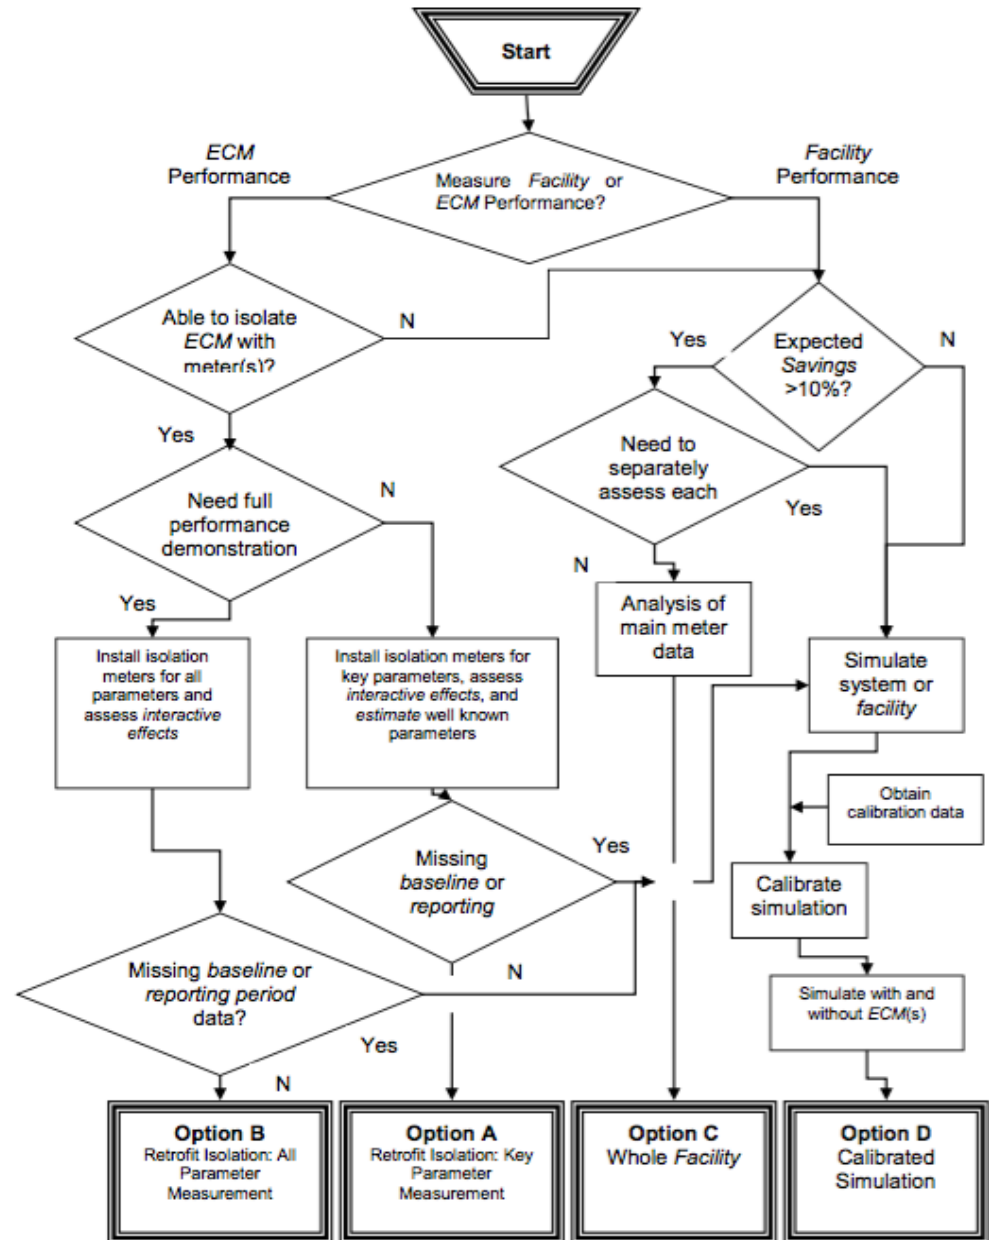 Start
ECM
Performance
Facility
Performance
Measure Facility or
ECM Performance?
Able to isolate
ECM with
meter(s)?
N
Yes
Expected
Savings
>10%?
N
Yes
Need to
separately
assess each
Yes
N
Need full
performance
demonstration
N
Yes
Analysis of
main meter
data
Install isolation
meters for all
parameters and
assess interactive
effects
Install isolation meters for
key parameters, assess
interactive effects, and
estimate well known
parameters
Simulate
system or
facility
Obtain
calibration data
Missing
baseline or
reporting
Yes
N
Calibrate
simulation
Missing baseline or
reporting period
data?
Yes
N
Simulate with and
without ECM(s)
Option B
Retrofit Isolation: All
Parameter
Measurement
Option A
Retrofit Isolation: Key
Parameter
Measurement
Option C
Whole Facility
Option D
Calibrated
Simulation